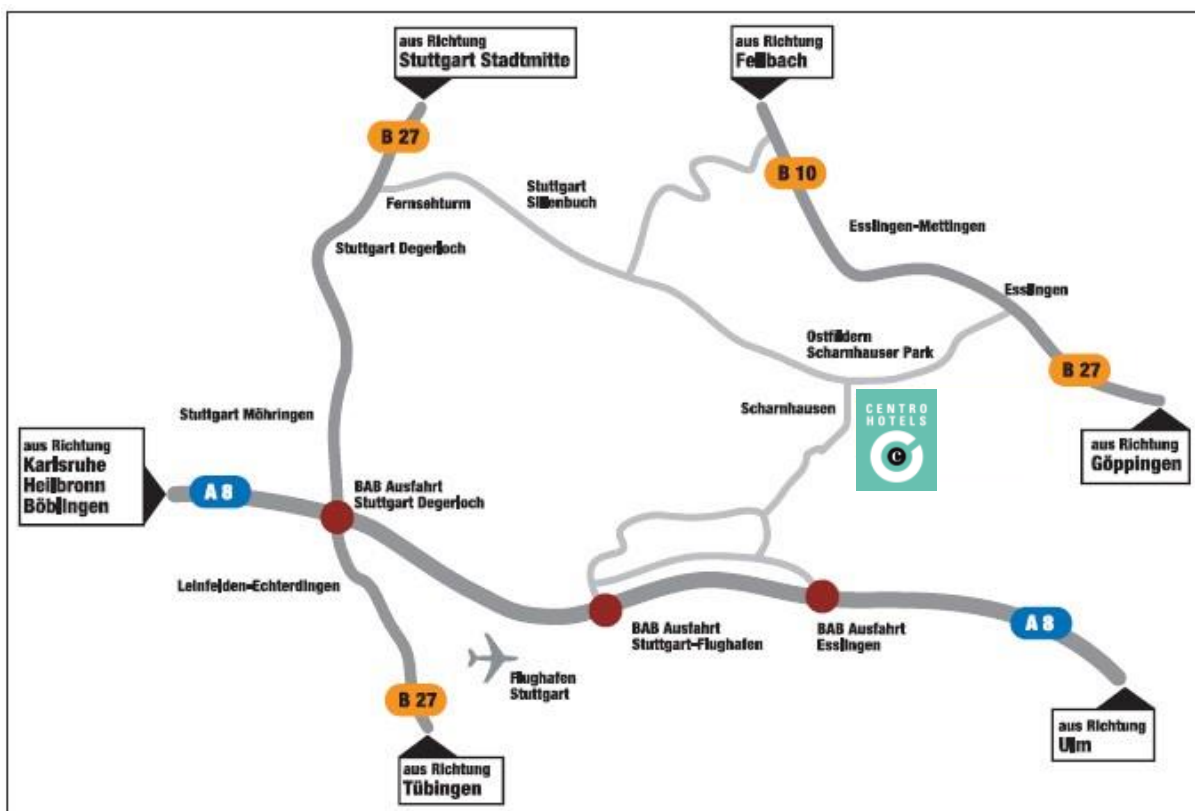 aus Richtung
Stuttgart Stadtmitte
aus Richtung
Fellbach
B 27
B 10
Fernsehturm
Stuttgart
Sillenbuch
Stuttgart Degerloch
Esslingen-Mettingen
Esslingen
Ostfildern
Scharnhauser Park
B 27
Stuttgart Möhringen
Scharnhausen
CENTRO
HOTELS
C
aus Richtung
Göppingen
aus Richtung
Karlsruhe
Heilbronn
Böblingen
A 8
BAB Ausfahrt
Stuttgart Degerloch
Leinfelden-Echterdingen
BAB Ausfahrt
Stuttgart-Flughafen
BAB Ausfahrt
Esslingen
A 8
Flughafen
Stuttgart
B 27
aus Richtung
Ulm
aus Richtung
Tübingen